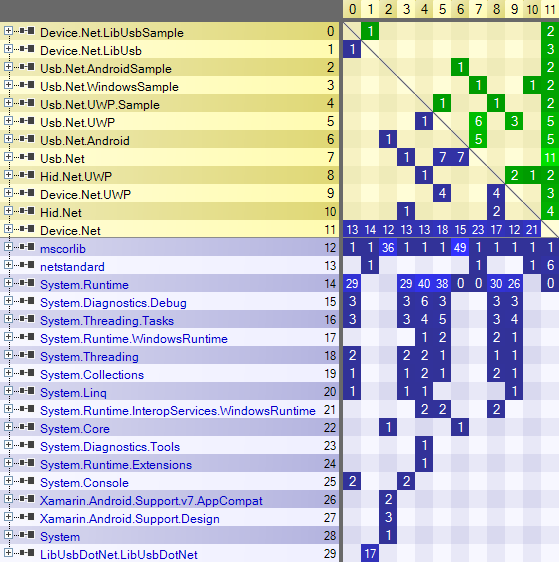 0 1 2 3 4 5 6 7 8 9 10 11
Device.Net.LibUsbSample 0 1 2
Device.Net.LibUsb 1 1 3
Usb.Net.AndroidSample 2 1 2
Usb.Net.WindowsSample 3 1 1 2
Usb.Net.UWP.Sample 4 1 1 2
Usb.Net.UWP 5 1 6 3 5
Usb.Net.Android 6 1 5 5
Usb.Net 7 1 7 7 11
Hid.Net.UWP 8 1 2 1 2
Device.Net.UWP 9 4 4 3
Hid.Net 10 1 2 4
Device.Net 11 13 14 12 13 13 18 15 23 17 12 21
mscorlib 12 1 1 36 1 1 1 49 1 1 1 1 1
netstandard 13 1 1 1 6
System.Runtime 14 29 29 40 38 0 0 30 26 0
System.Diagnostics.Debug 15 3 3 6 3 3 3
System.Threading.Tasks 16 3 3 4 5 3 4
System.Runtime.WindowsRuntime 17 1 2 2 1
System.Threading 18 2 2 1 1 1
System.Collections 19 1 1 2 1 2 1
System.Linq 20 1 1 1 1
System.Runtime.InteropServices.WindowsRuntime 21 2 2 2
System.Core 22 1 1
System.Diagnostics.Tools 23 1
System.Runtime.Extensions 24 1
System.Console 25 2 2
Xamarin.Android.Support.v7.AppCompat 26 2
Xamarin.Android.Support.Design 27 3
System 28 1
LibUsbDotNet.LibUsbDotNet 29 17